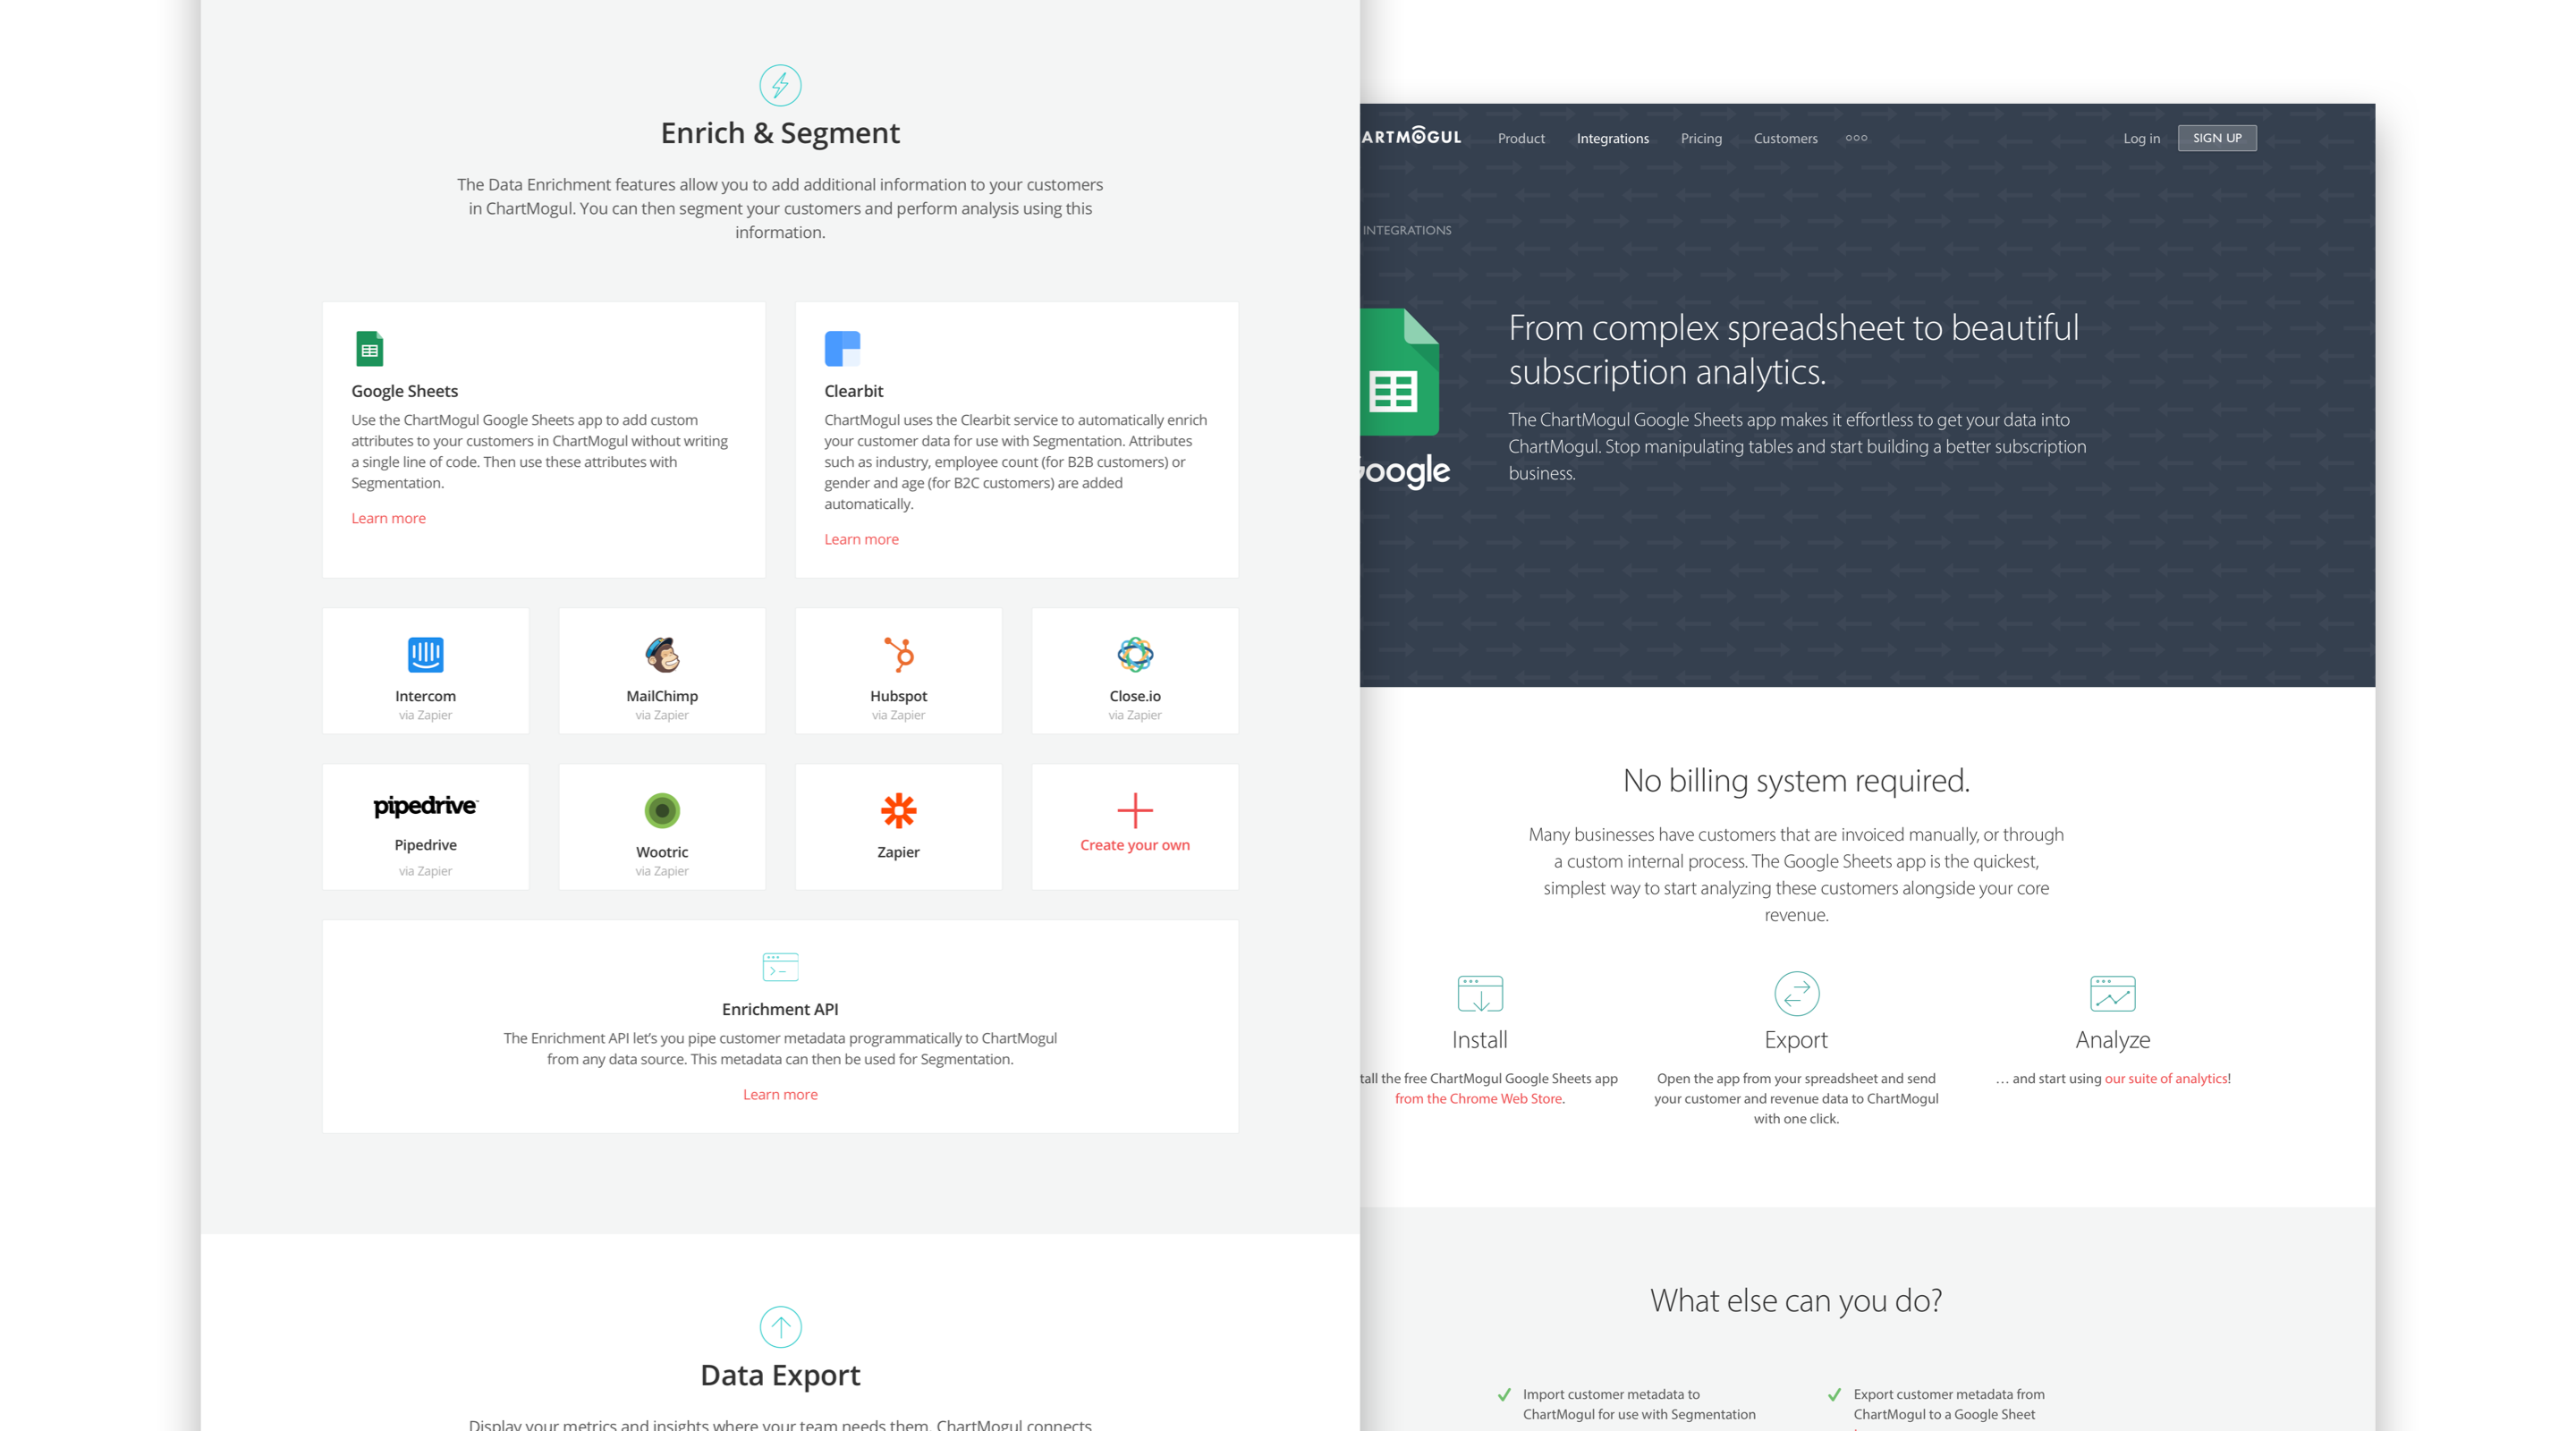 Enrich & Segment
The Data Enrichment features allow you to add additional information to your customers
in ChartMogul. You can then segment your customers and perform analysis using this
information.
Google Sheets
Use the ChartMogul Google Sheets app to add custom
attributes to your customers in ChartMogul without writing
a single line of code. Then use these attributes with
Segmentation.
Learn more
Clearbit
ChartMogul uses the Clearbit service to automatically enrich
your customer data for use with Segmentation. Attributes
such as industry, employee count (for B2B customers) or
gender and age (for B2C customers) are added
automatically.
Learn more
Intercom
via Zapier
MailChimp
via Zapier
Hubspot
via Zapier
Close.io
via Zapier
pipedrive
Pipedrive
via Zapier
Wootric
via Zapier
Zapier
Create your own
Enrichment API
The Enrichment API let's you pipe customer metadata programmatically to ChartMogul
from any data source. This metadata can then be used for Segmentation.
Learn more
Data Export
Display your metrics and insights where your team needs them. ChartMogul connects
ARTMOGUL
Product
Integrations
Pricing
Customers
Log in
SIGN UP
INTEGRATIONS
oogle
From complex spreadsheet to beautiful
subscription analytics.
The ChartMogul Google Sheets app makes it effortless to get your data into
ChartMogul. Stop manipulating tables and start building a better subscription
business.
No billing system required.
Many businesses have customers that are invoiced manually, or through
a custom internal process. The Google Sheets app is the quickest,
simplest way to start analyzing these customers alongside your core
revenue.
Install
tall the free ChartMogul Google Sheets app
from the Chrome Web Store.
Export
Open the app from your spreadsheet and send
your customer and revenue data to ChartMogul
with one click.
Analyze
… and start using our suite of analytics!
What else can you do?
Import customer metadata to
ChartMogul for use with Segmentation
Export customer metadata from
ChartMogul to a Google Sheet